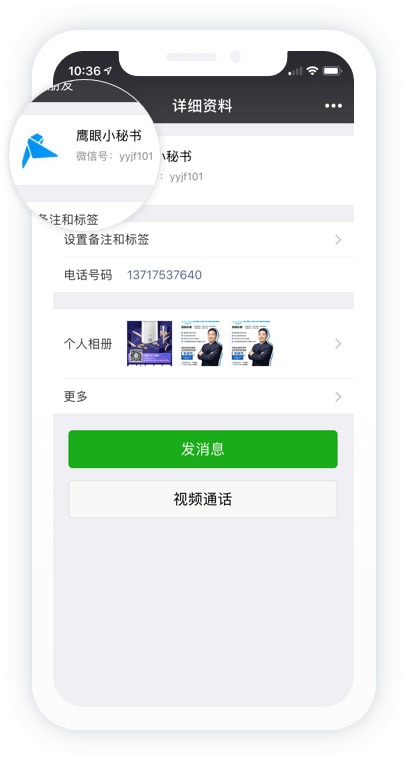 10:36
朋友
详细资料
鹰眼小秘书
微信号：yyjf101
小秘书
：yyjf101
备注和标签
设置备注和标签
电话号码 13717537640
个人相册
更多
发消息
视频通话